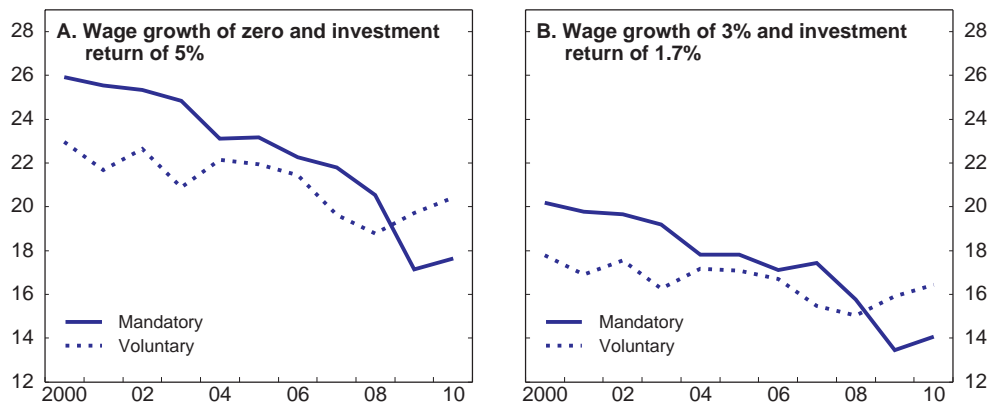 A. Wage growth of zero and investment
return of 5%
28
26
24
22
20
18
16
14
12
Mandatory
Voluntary
2000 02 04 06 08 10
B. Wage growth of 3% and investment
return of 1.7%
28
26
24
22
20
18
16
14
12
Mandatory
Voluntary
2000 02 04 06 08 10